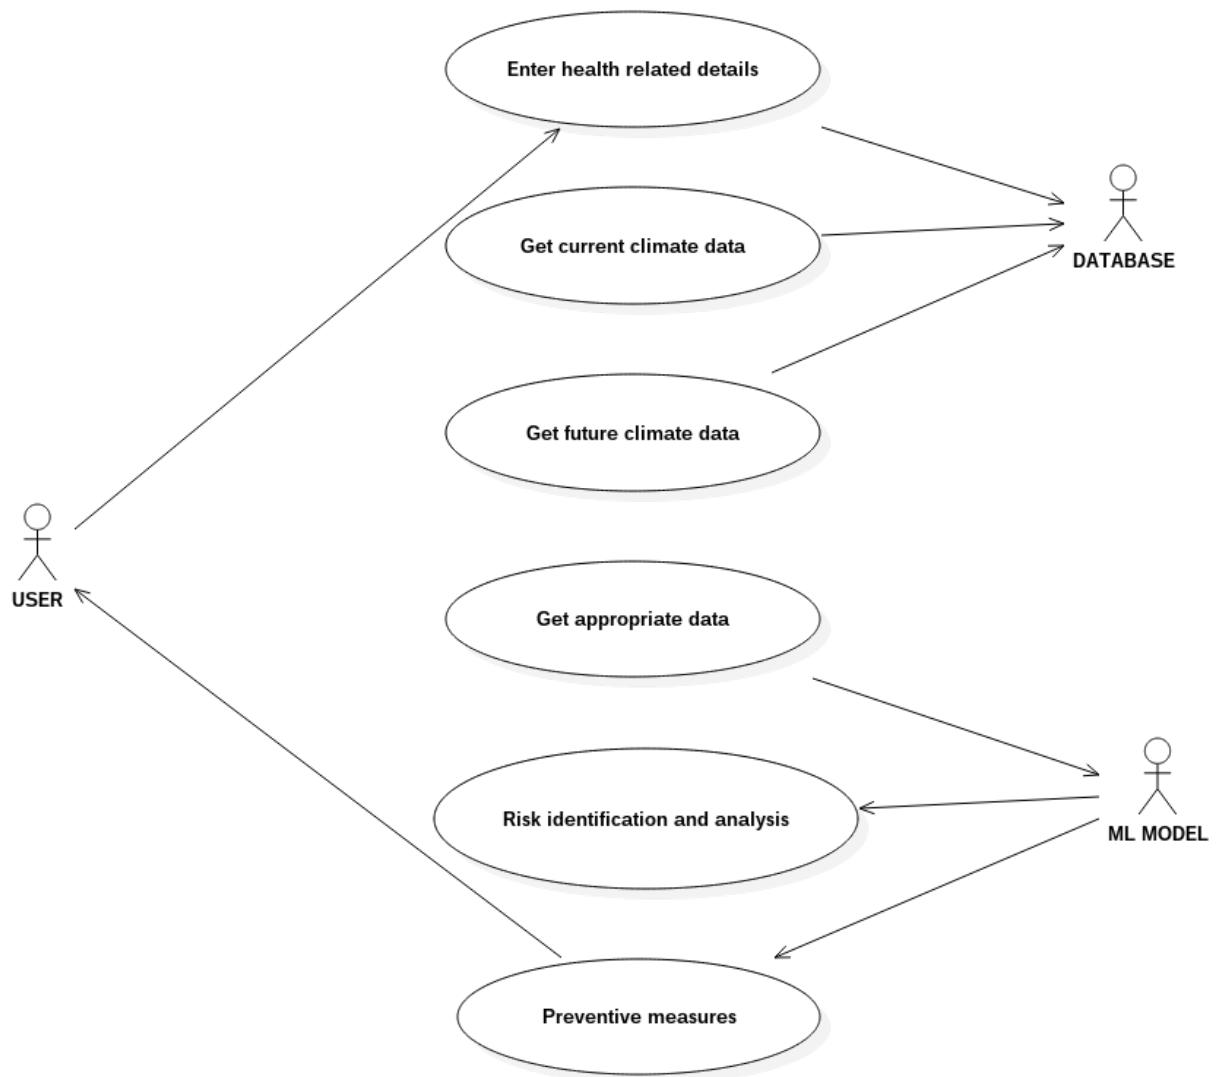 Enter health related details
Get current climate data
DATABASE
Get future climate data
USER
Get appropriate data
Risk identification and analysis
ML MODEL
Preventive measures